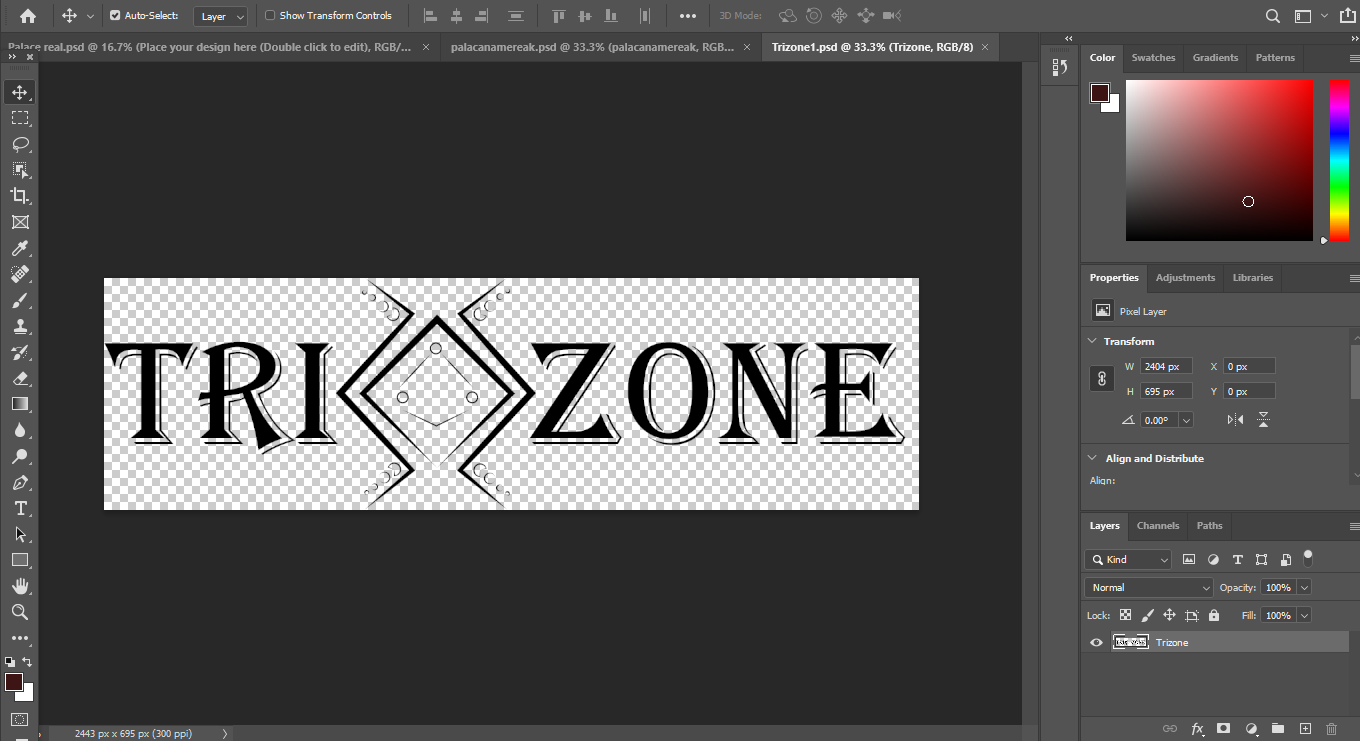 Auto-Select: Layer Show Transform Controls 3D Mode:
Palace real.psd @ 16.7% (Place your design here (Double click to edit), RGB/... × palacanamereak.psd @ 33.3% (palacanamereak, RGB... × Trizone1.psd @ 33.3% (Trizone, RGB/8) ×
Color Swatches Gradients Patterns
Properties Adjustments Libraries
Pixel Layer
Transform
W 2404 px X 0 px
H 695 px Y 0 px
0.00°
Align and Distribute
Align:
TRI ZONE
Layers Channels Paths
Kind
Normal Opacity: 100%
Lock: Fill: 100%
Trizone
fx
2443 px x 695 px (300 ppi)